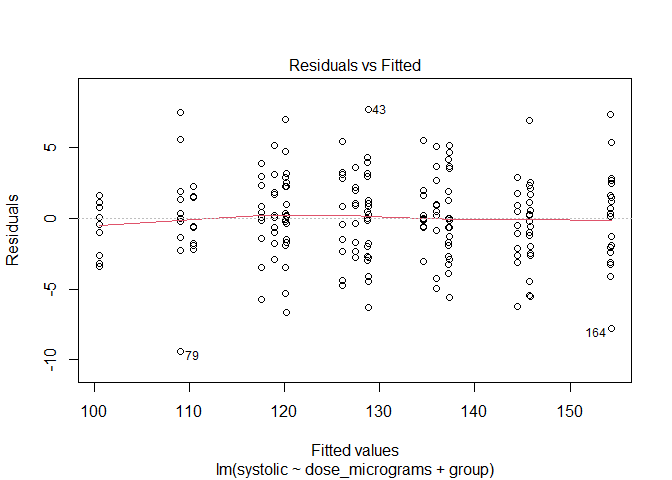 Residuals vs Fitted
Residuals
5
0
-5
-10
43
79
164
100 110 120 130 140 150
Fitted values
lm(systolic ~ dose_micrograms + group)